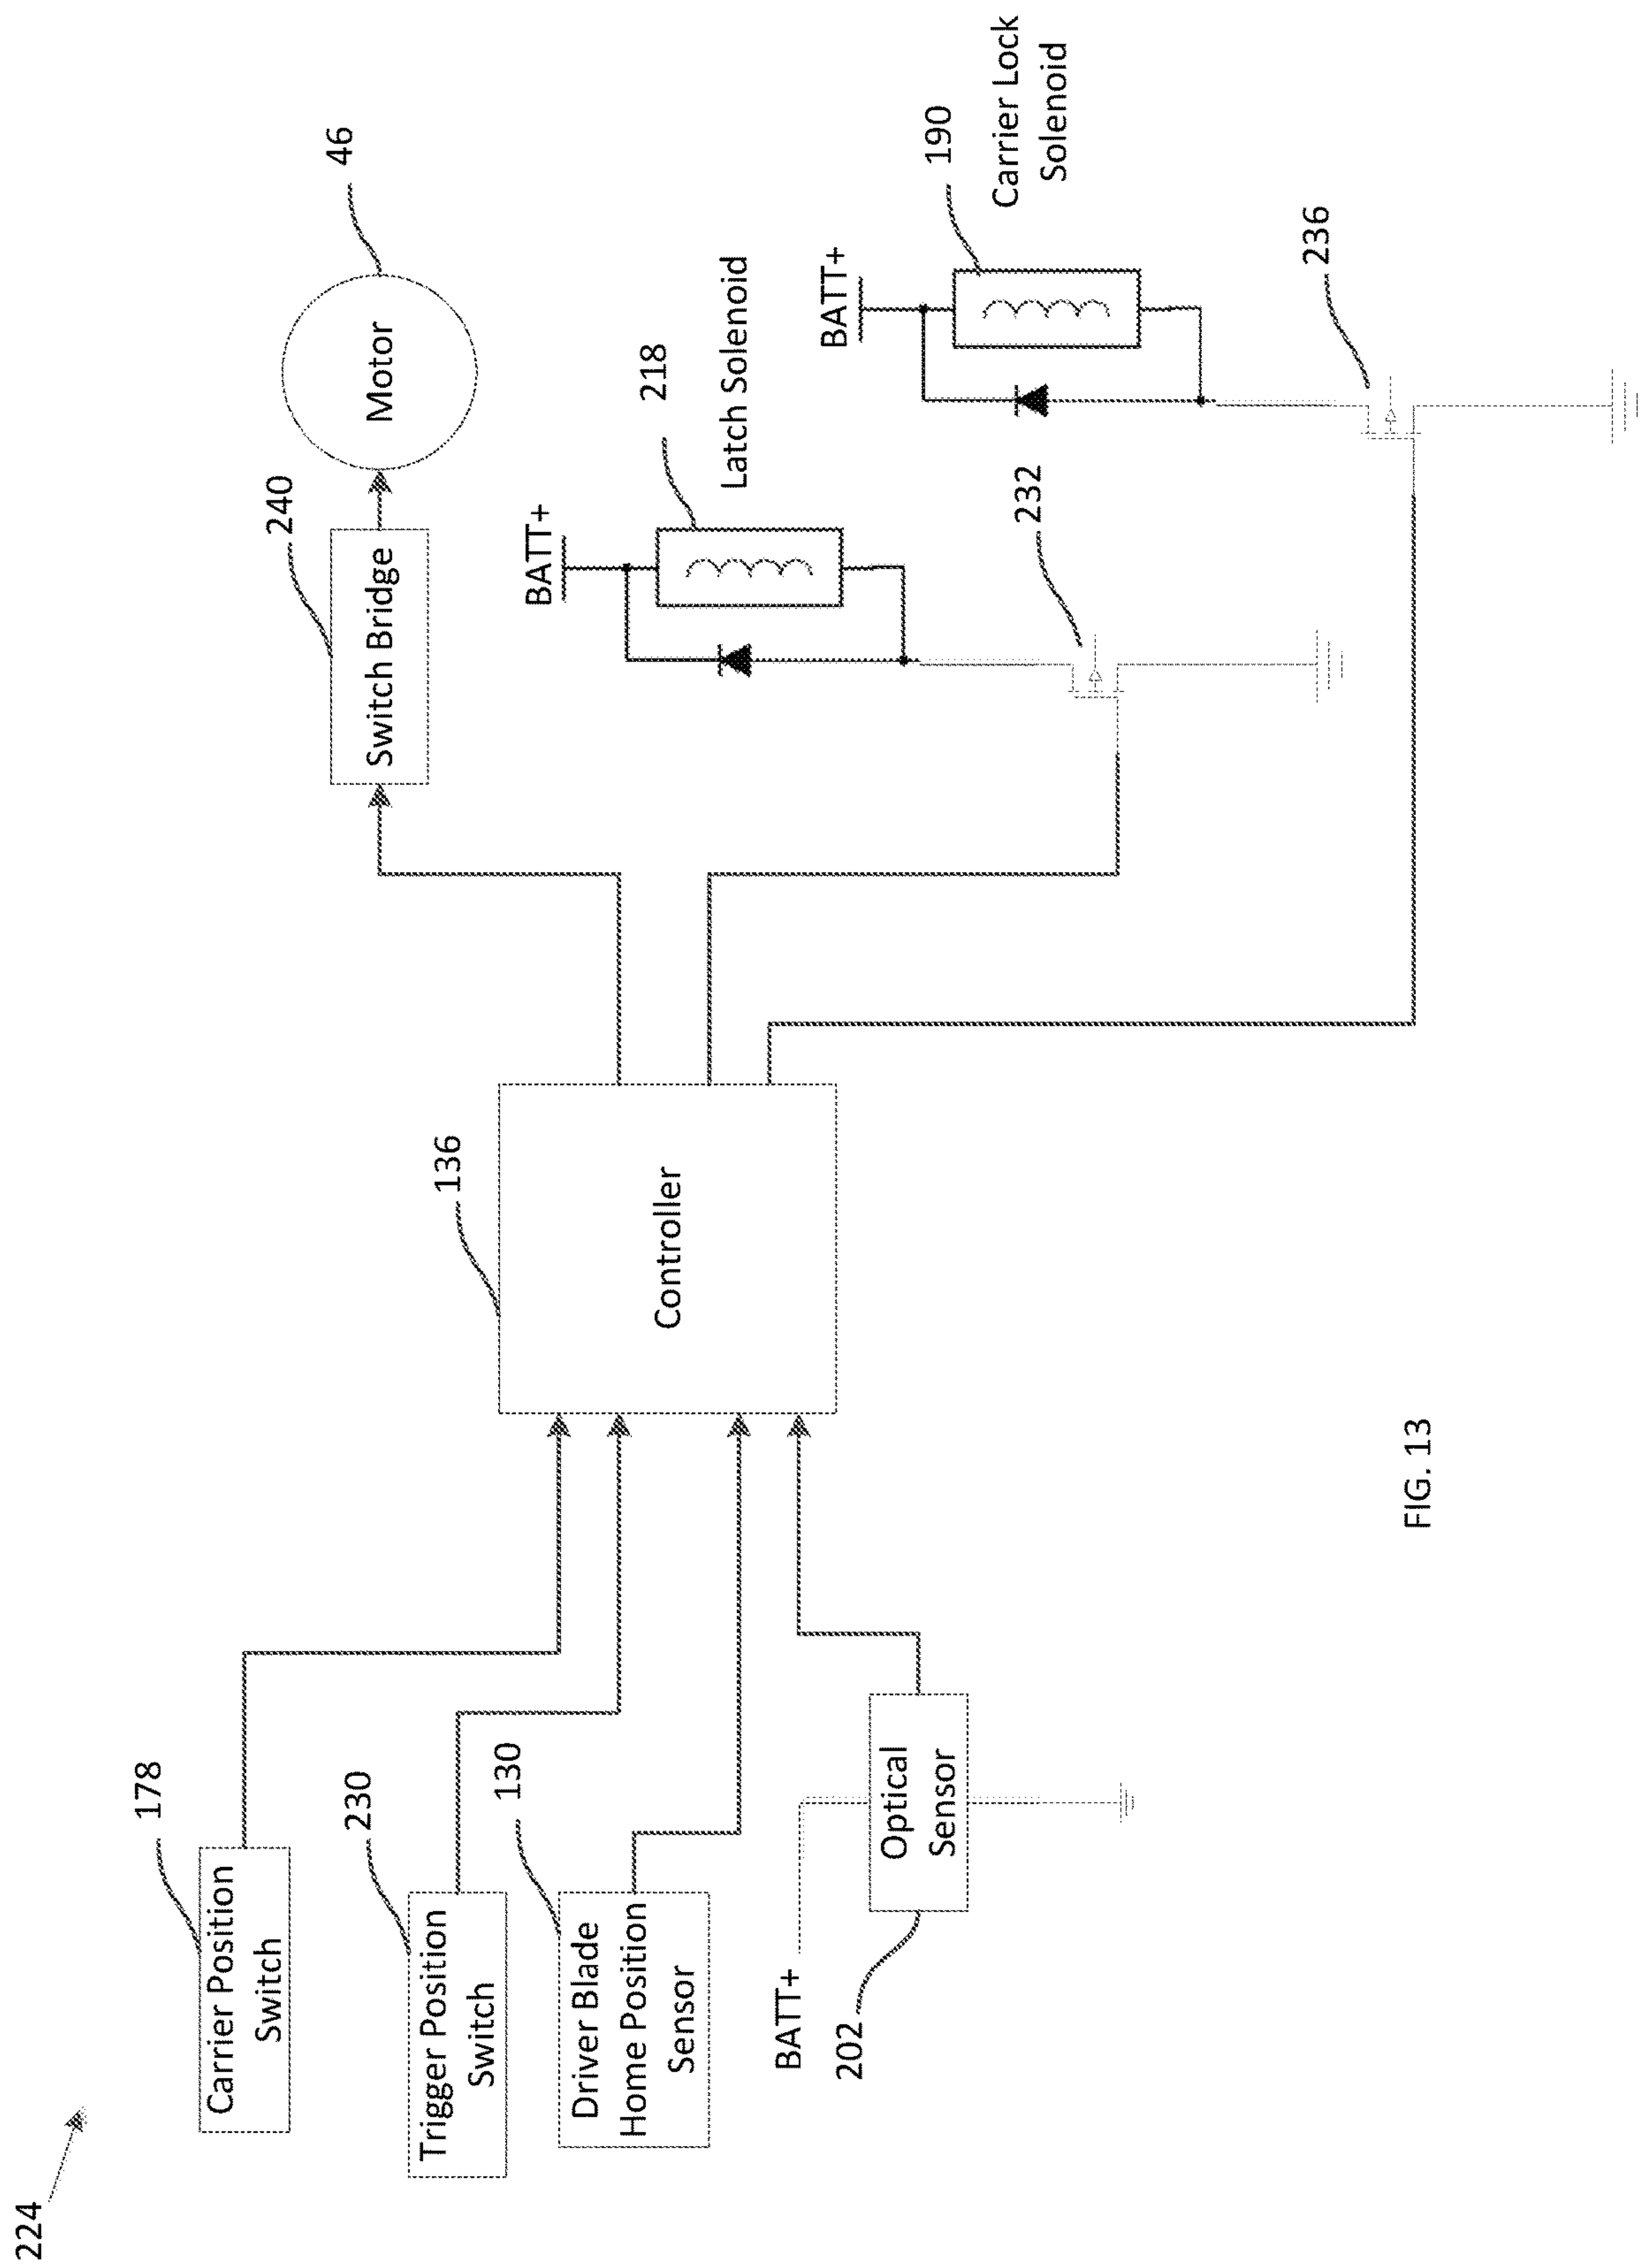 224
178
Carrier Position
Switch
230
Trigger Position
Switch
130
Driver Blade
Home Position
Sensor
BATT+
202
Optical
Sensor
136
Controller
240
Switch Bridge
46
Motor
BATT+
218
Latch Solenoid
232
BATT+
190
Carrier Lock
Solenoid
236
FIG. 13